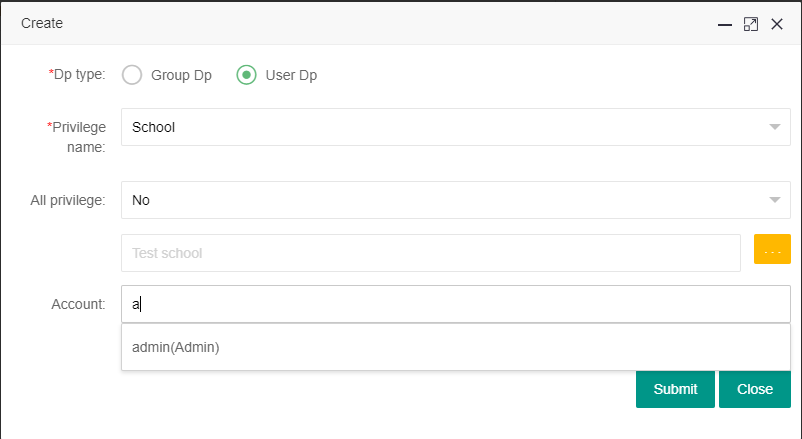 Create
*Dp type:
Group Dp
User Dp
*Privilege
name:
School
All privilege:
No
Test school
...
Account:
a
admin(Admin)
Submit
Close